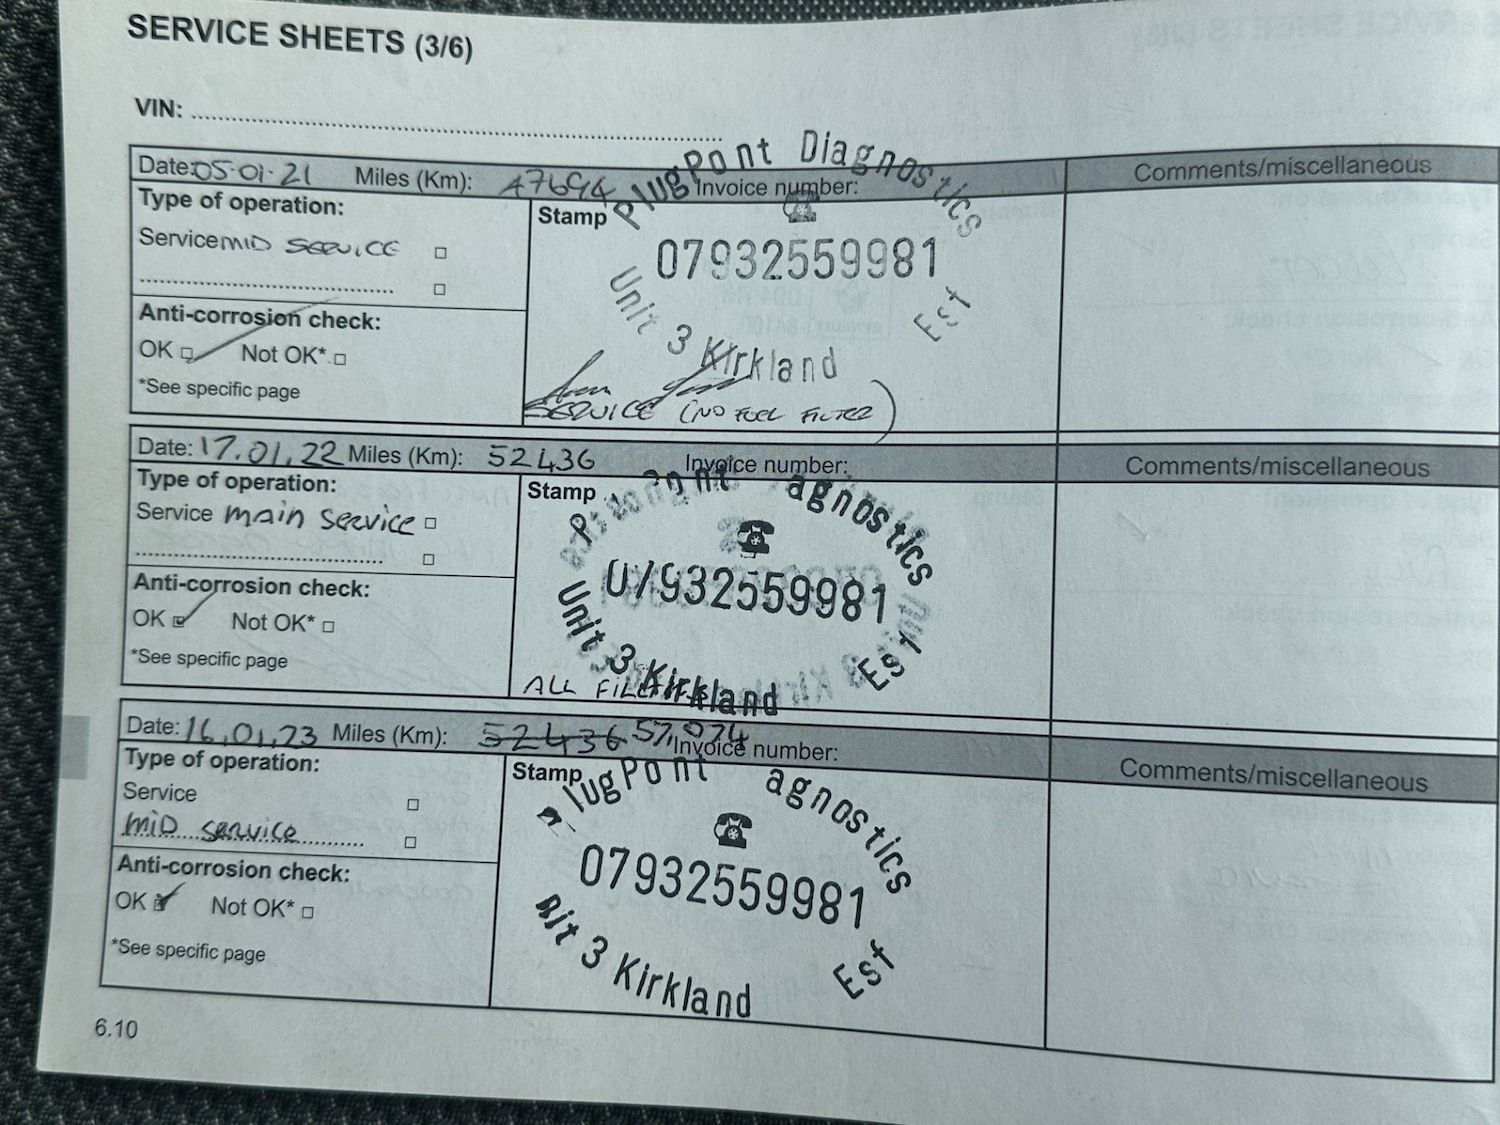 SERVICE SHEETS (3/6)
VIN:
Date: 05·01·21 Miles (Km): 47694 Invoice number: Comments/miscellaneous
Type of operation:
Service MID SERVICE
Anti-corrosion check:
OK Not OK*
*See specific page
Stamp
PlugPont Diagnostics
07932559981
Unit 3 Kirkland Est
SERVICE (NO FUEL FILTER)
Date: 17.01.22 Miles (Km): 52436 Invoice number: Comments/miscellaneous
Type of operation:
Service main service
Anti-corrosion check:
OK Not OK*
*See specific page
Stamp
P ont agnostics
07932559981
Unit 3 Kirkland Est
ALL
Date: 16.01.23 Miles (Km): 52436 57,074 Invoice number: Comments/miscellaneous
Type of operation:
Service
MID service
Anti-corrosion check:
OK Not OK*
*See specific page
Stamp
lugPont agnostics
07932559981
nit 3 Kirkland Est
6.10